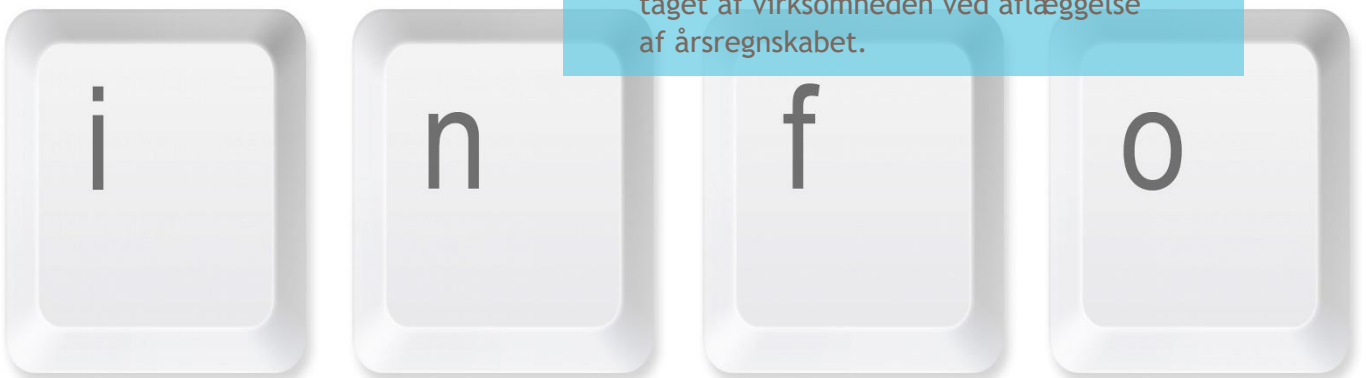 taget af virksomheden ved aflæggelse
af årsregnskabet.
i n f o